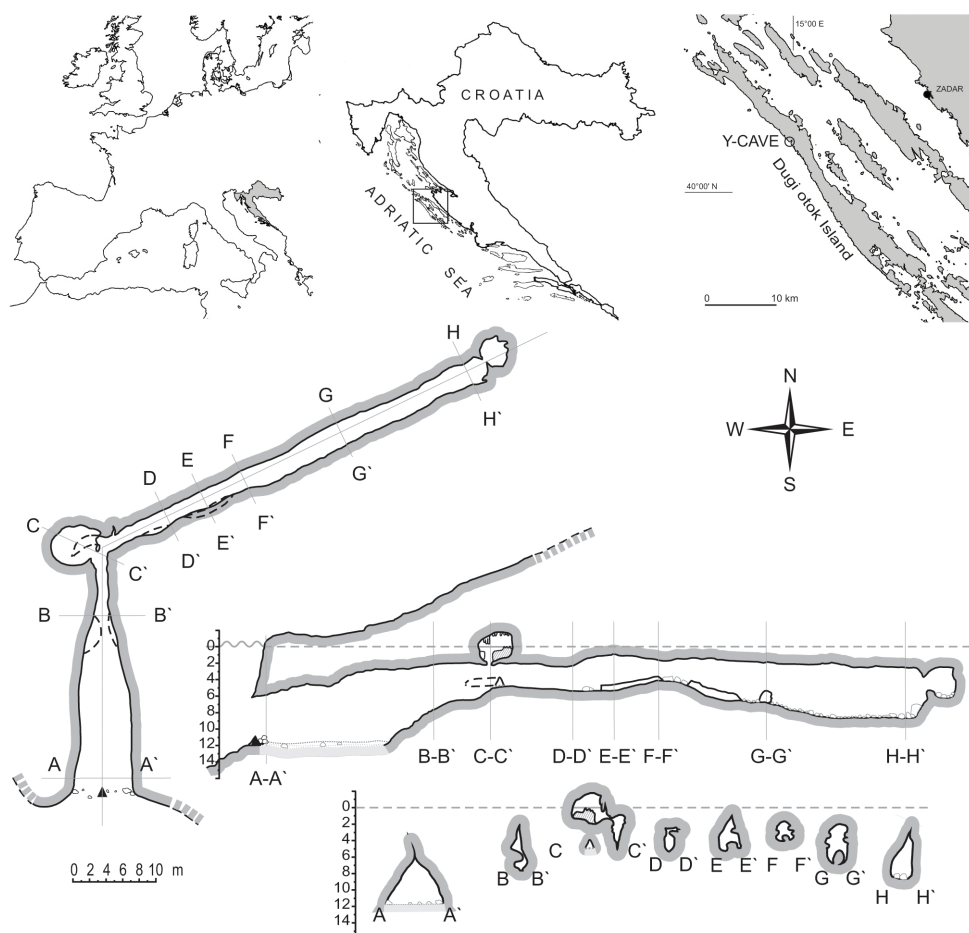 15°00 E
CROATIA
ZADAR
Y-CAVE
40°00' N
Dugi otok Island
ADRIATIC SEA
0 10 km
H
H`
G
G`
F
F`
E
E`
D
D`
C
C`
B B`
A A`
N
W E
S
0
2
4
6
8
10
12
14
A-A` B-B` C-C` D-D` E-E` F-F` G-G` H-H`
0 2 4 6 8 10 m
0
2
4
6
8
10
12
14
A A` B B` C C` D D` E E` F F` G G` H H`